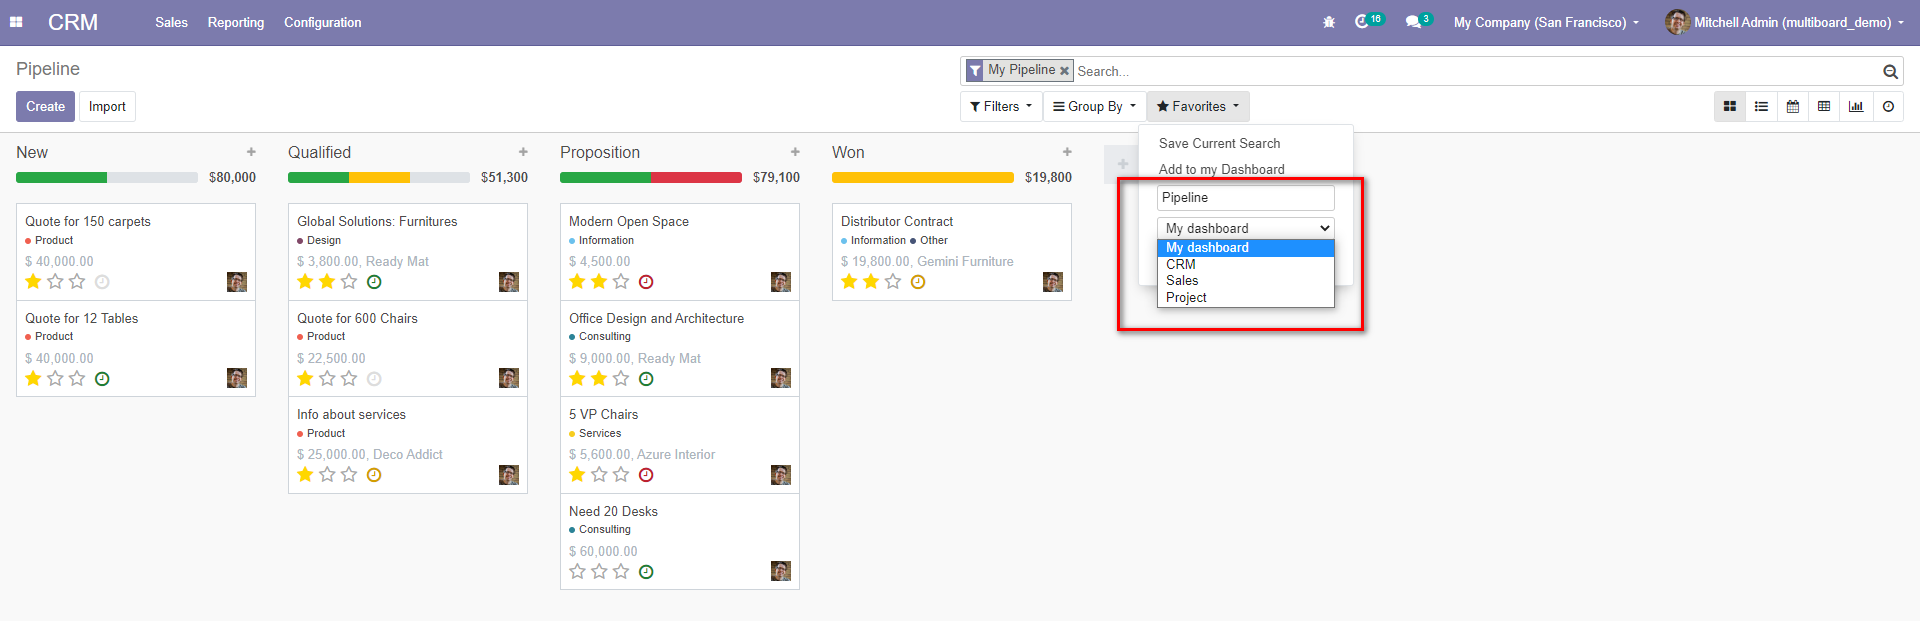 CRM Sales Reporting Configuration 16 3 My Company (San Francisco) Mitchell Admin (multiboard_demo)
Pipeline
My Pipeline Search...
Create Import
Filters Group By Favorites
Save Current Search
Add to my Dashboard
Pipeline
My dashboard
My dashboard
CRM
Sales
Project
New
$80,000
Quote for 150 carpets
Product
$ 40,000.00
Quote for 12 Tables
Product
$ 40,000.00
Qualified
$51,300
Global Solutions: Furnitures
Design
$ 3,800.00, Ready Mat
Quote for 600 Chairs
Product
$ 22,500.00
Info about services
Product
$ 25,000.00, Deco Addict
Proposition
$79,100
Modern Open Space
Information
$ 4,500.00
Office Design and Architecture
Consulting
$ 9,000.00, Ready Mat
5 VP Chairs
Services
$ 5,600.00, Azure Interior
Need 20 Desks
Consulting
$ 60,000.00
Won
$19,800
Distributor Contract
Information Other
$ 19,800.00, Gemini Furniture